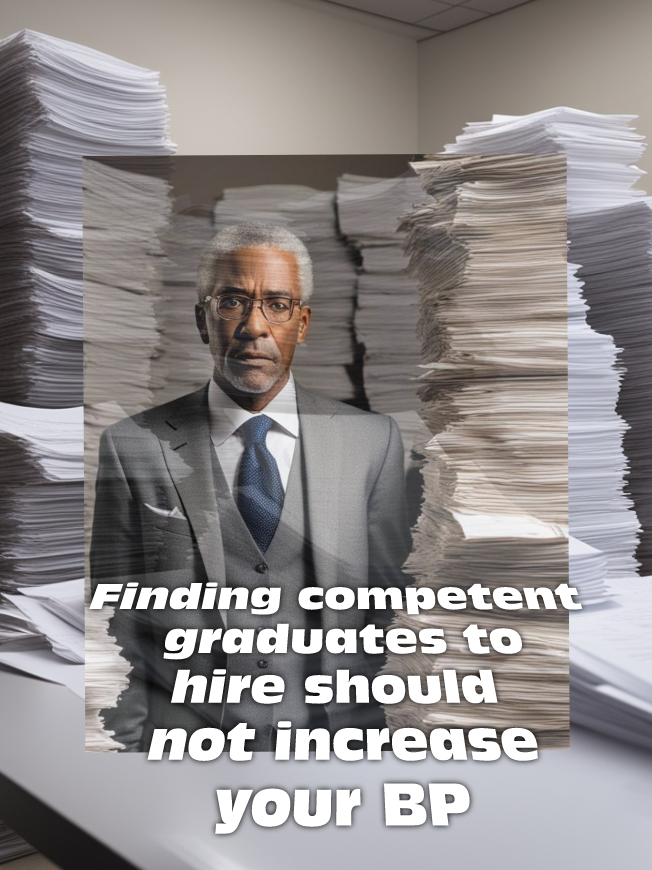 Finding competent
graduates to
hire should
not increase
your BP